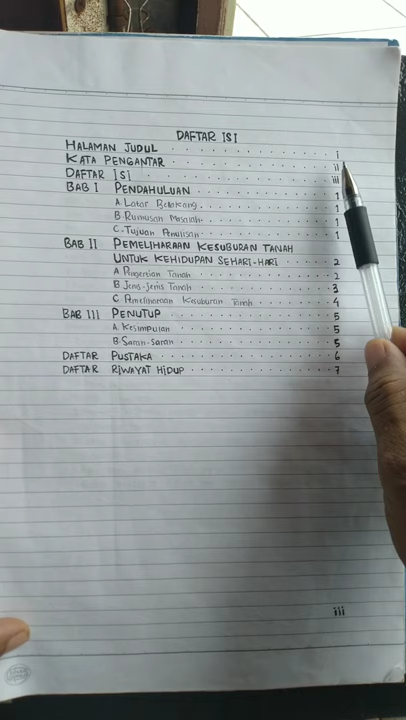 DAFTAR ISI
HALAMAN JUDUL . . . . . . . . . . . . . . . . i
KATA PENGANTAR . . . . . . . . . . . . . . . . ii
DAFTAR ISI . . . . . . . . . . . . . . . . iii
BAB I PENDAHULUAN . . . . . . . . . . . . . . 1
A. Latar Belakang . . . . . . . . . . . . . . 1
B. Rumusan Masalah . . . . . . . . . . . . . . 1
C. Tujuan Penulisan . . . . . . . . . . . . . . 1
BAB II PEMELIHARAAN KESUBURAN TANAH
UNTUK KEHIDUPAN SEHARI-HARI . . . . . . 2
A. Pengertian Tanah . . . . . . . . . . . . . . 2
B. Jenis-Jenis Tanah . . . . . . . . . . . . . . 3
C. Pemeliharaan Kesuburan Tanah . . . . . . 4
BAB III PENUTUP . . . . . . . . . . . . . . 5
A. Kesimpulan . . . . . . . . . . . . . . 5
B. Saran-Saran . . . . . . . . . . . . . . 5
DAFTAR PUSTAKA . . . . . . . . . . . . . . 6
DAFTAR RIWAYAT HIDUP . . . . . . . . . . . . 7
iii